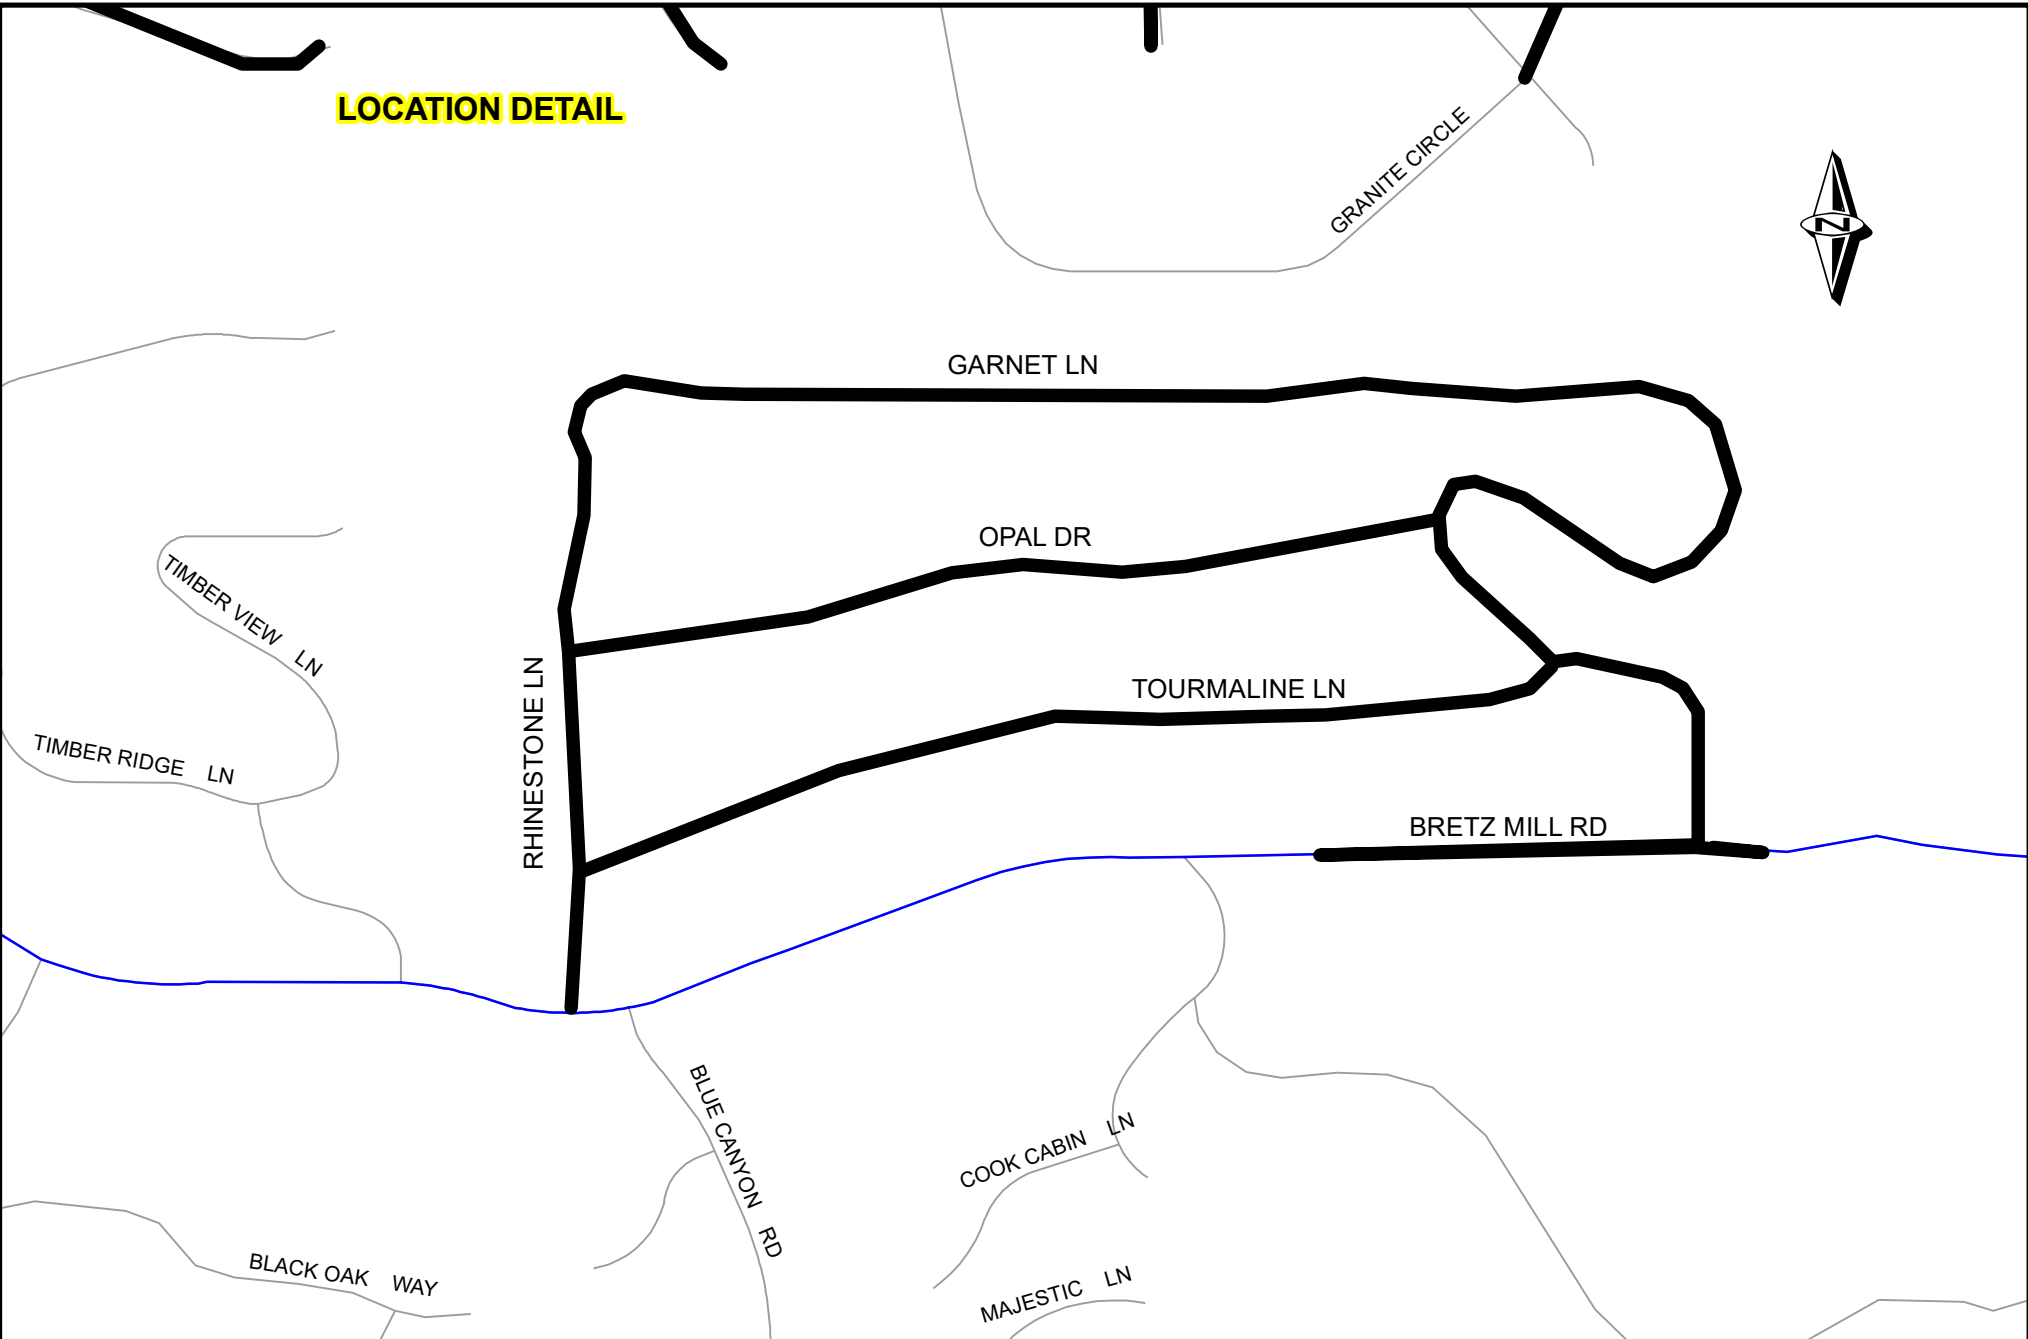 LOCATION DETAIL
GRANITE CIRCLE
N
GARNET LN
OPAL DR
TIMBER VIEW LN
RHINESTONE LN
TOURMALINE LN
TIMBER RIDGE LN
BRETZ MILL RD
BLUE CANYON RD
COOK CABIN LN
BLACK OAK WAY
MAJESTIC LN